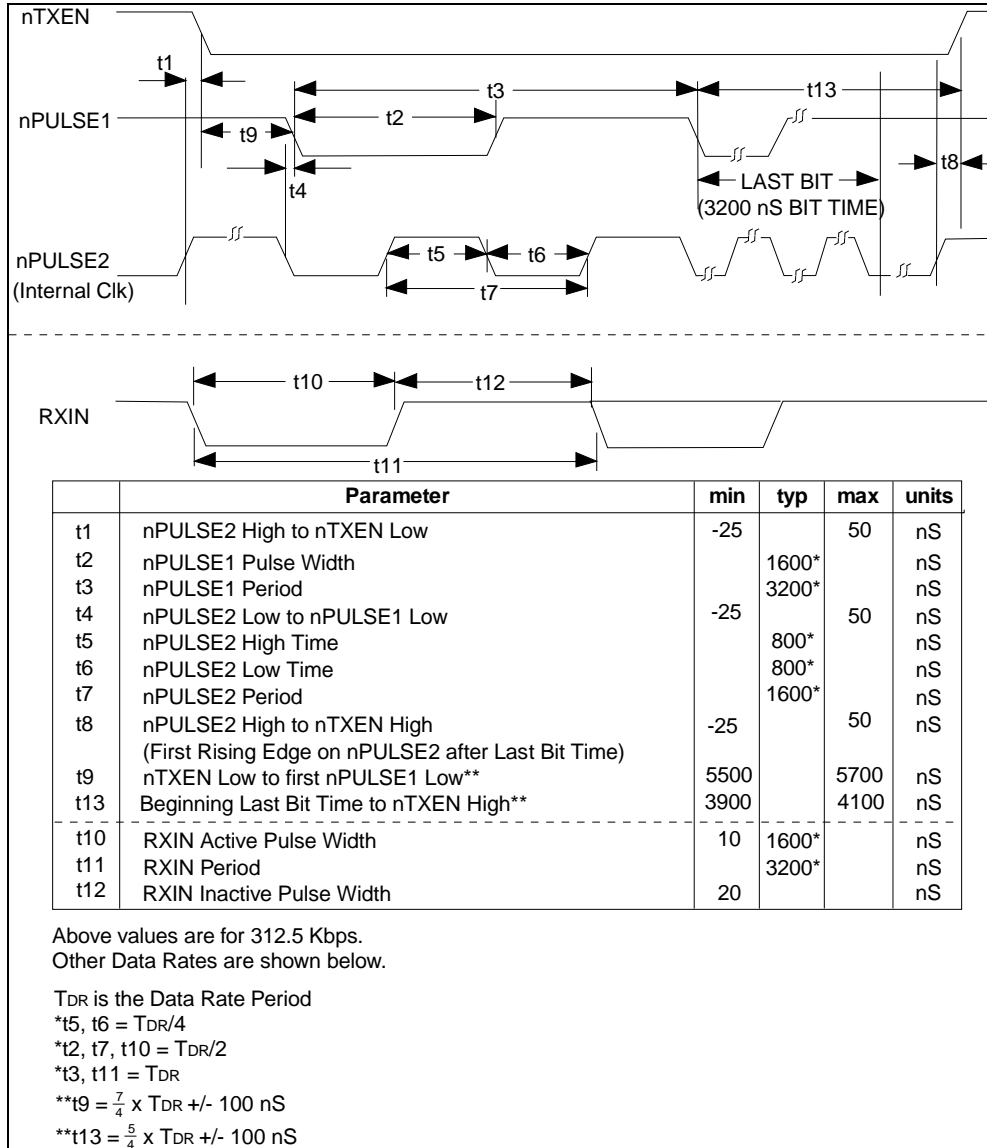 nTXEN
t1
t3
t13
nPULSE1
t9
t2
t4
t8
LAST BIT
(3200 nS BIT TIME)
nPULSE2
(Internal Clk)
t5
t6
t7
RXIN
t10
t12
t11
Parameter min typ max units
t1 nPULSE2 High to nTXEN Low -25 50 nS
t2 nPULSE1 Pulse Width 1600* nS
t3 nPULSE1 Period 3200* nS
t4 nPULSE2 Low to nPULSE1 Low -25 50 nS
t5 nPULSE2 High Time 800* nS
t6 nPULSE2 Low Time 800* nS
t7 nPULSE2 Period 1600* nS
t8 nPULSE2 High to nTXEN High -25 50 nS
(First Rising Edge on nPULSE2 after Last Bit Time)
t9 nTXEN Low to first nPULSE1 Low** 5500 5700 nS
t13 Beginning Last Bit Time to nTXEN High** 3900 4100 nS
t10 RXIN Active Pulse Width 10 1600* nS
t11 RXIN Period 3200* nS
t12 RXIN Inactive Pulse Width 20 nS
Above values are for 312.5 Kbps.
Other Data Rates are shown below.
TDR is the Data Rate Period
*t5, t6 = TDR/4
*t2, t7, t10 = TDR/2
*t3, t11 = TDR
**t9 = 7/4 x TDR +/- 100 nS
**t13 = 5/4 x TDR +/- 100 nS